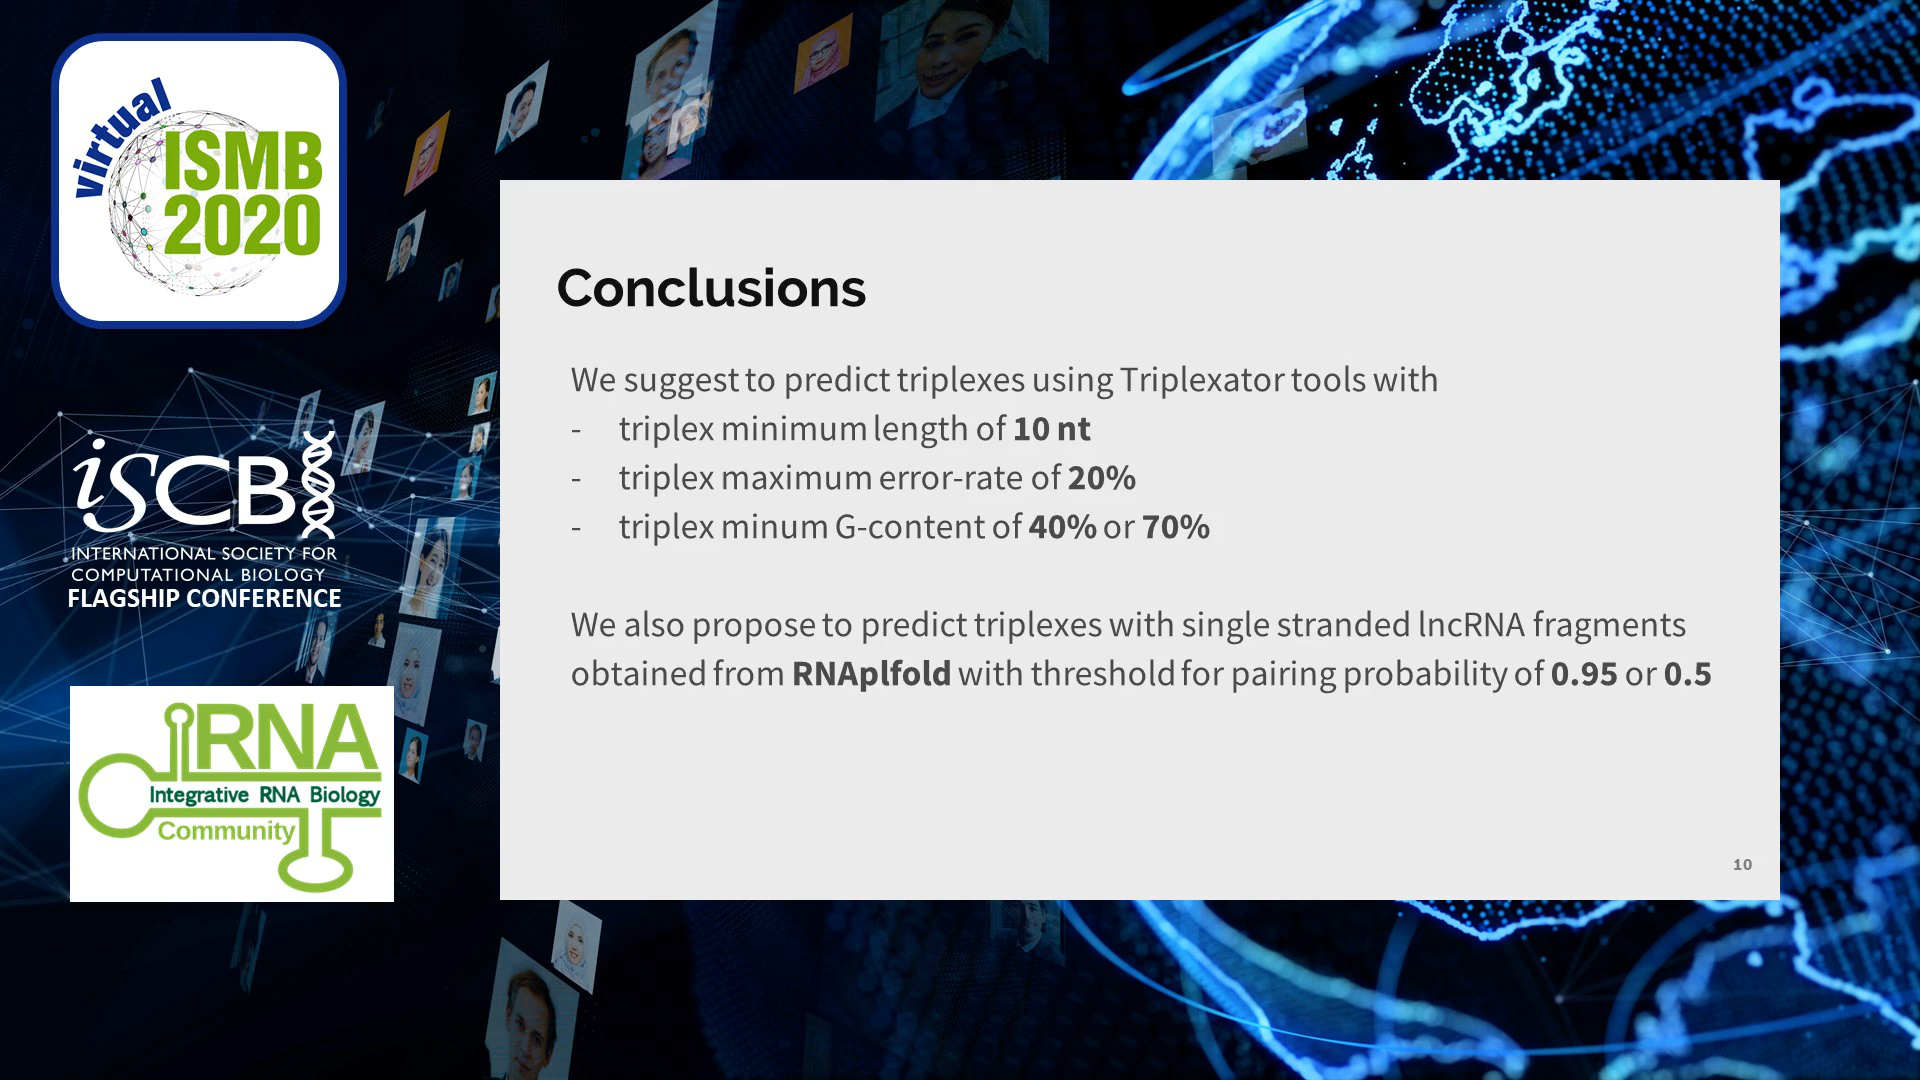 virtual
ISMB
2020
iSCB
INTERNATIONAL SOCIETY FOR
COMPUTATIONAL BIOLOGY
FLAGSHIP CONFERENCE
iRNA
Integrative RNA Biology
Community
Conclusions
We suggest to predict triplexes using Triplexator tools with
- triplex minimum length of 10 nt
- triplex maximum error-rate of 20%
- triplex minum G-content of 40% or 70%
We also propose to predict triplexes with single stranded lncRNA fragments
obtained from RNAplfold with threshold for pairing probability of 0.95 or 0.5
10